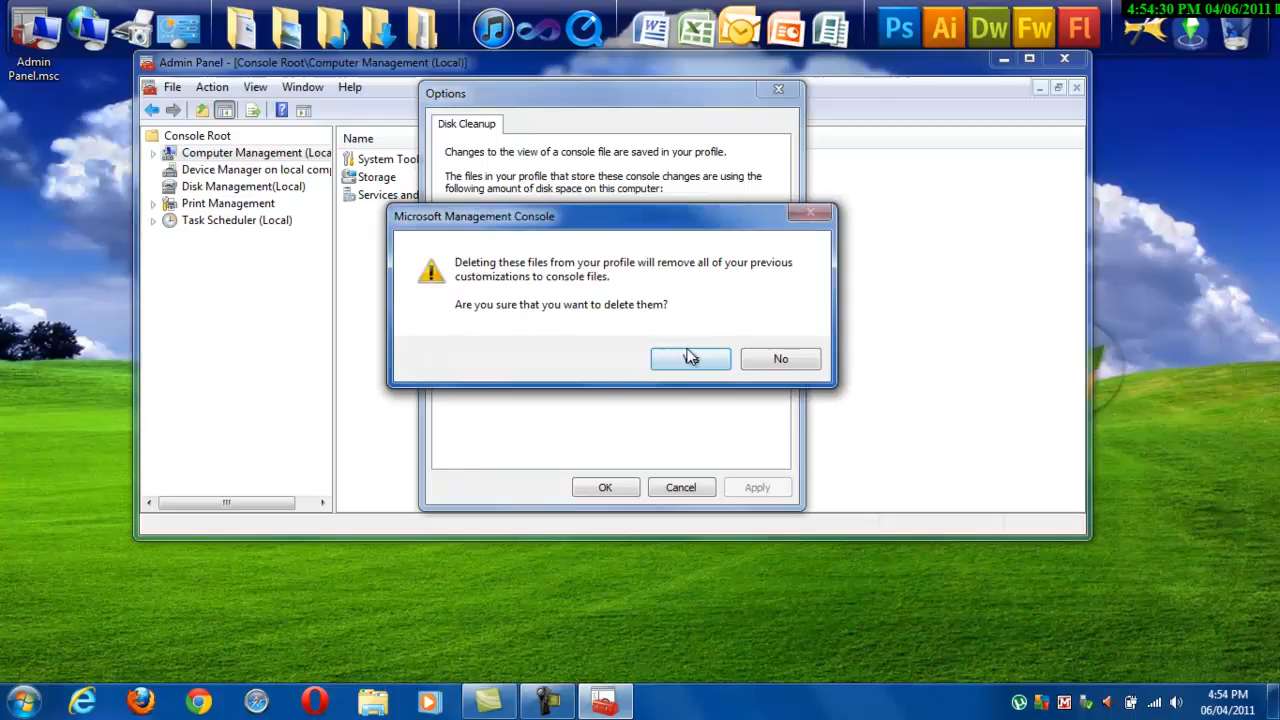 4:54:30 PM 04/06/2011
Ps Ai Dw Fw Fl
Admin
Panel.msc
Admin Panel - [Console Root\Computer Management (Local)]
File Action View Window Help
Console Root
Computer Management (Loca
Device Manager on local comp
Disk Management(Local)
Print Management
Task Scheduler (Local)
Name
System Tool
Storage
Services and
Options
Disk Cleanup
Changes to the view of a console file are saved in your profile.
The files in your profile that store these console changes are using the
following amount of disk space on this computer:
Microsoft Management Console
Deleting these files from your profile will remove all of your previous
customizations to console files.
Are you sure that you want to delete them?
No
OK Cancel Apply
4:54 PM
06/04/2011